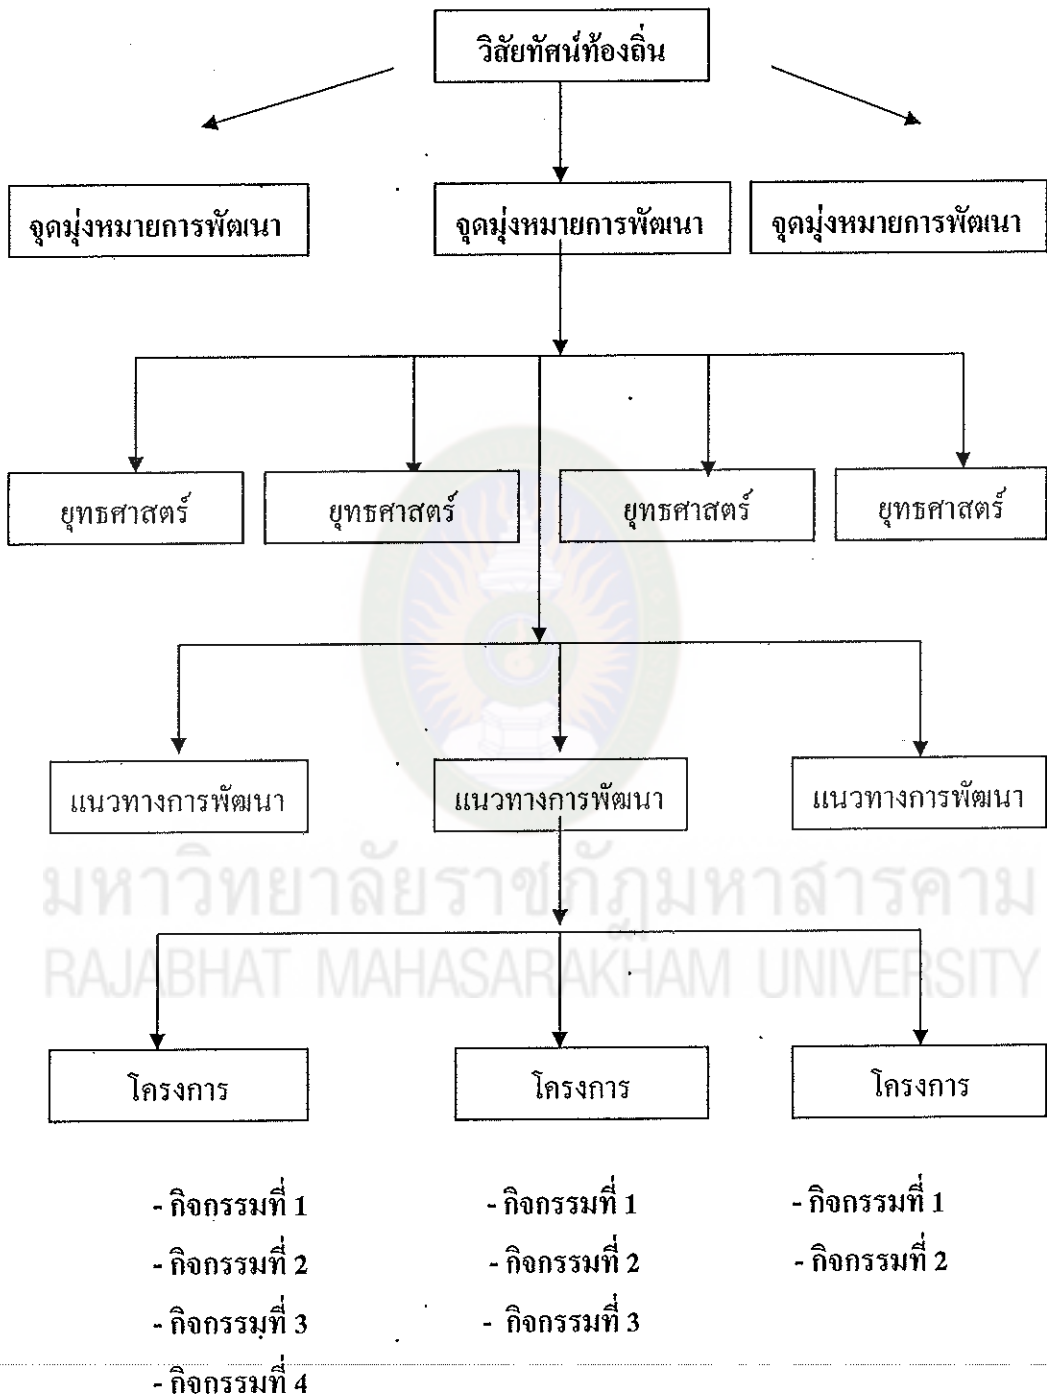 วิสัยทัศน์ท้องถิ่น
จุดมุ่งหมายการพัฒนา
จุดมุ่งหมายการพัฒนา
จุดมุ่งหมายการพัฒนา
ยุทธศาสตร์
ยุทธศาสตร์
ยุทธศาสตร์
ยุทธศาสตร์
แนวทางการพัฒนา
แนวทางการพัฒนา
แนวทางการพัฒนา
มหาวิทยาลัยราชภัฏมหาสารคาม
RAJABHAT MAHASARAKHAM UNIVERSITY
โครงการ
โครงการ
โครงการ
- กิจกรรมที่ 1
- กิจกรรมที่ 2
- กิจกรรมที่ 3
- กิจกรรมที่ 4
- กิจกรรมที่ 1
- กิจกรรมที่ 2
- กิจกรรมที่ 3
- กิจกรรมที่ 1
- กิจกรรมที่ 2